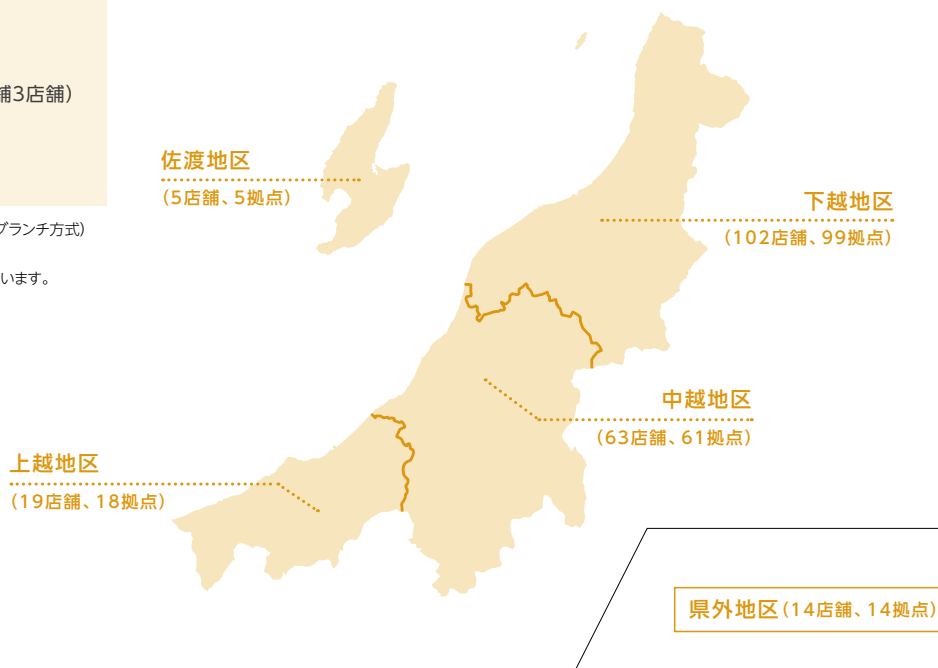 舗3店舗）
ブランチ方式）
います。
佐渡地区
（5店舗、5拠点）
下越地区
（102店舗、99拠点）
中越地区
（63店舗、61拠点）
上越地区
（19店舗、18拠点）
県外地区（14店舗、14拠点）